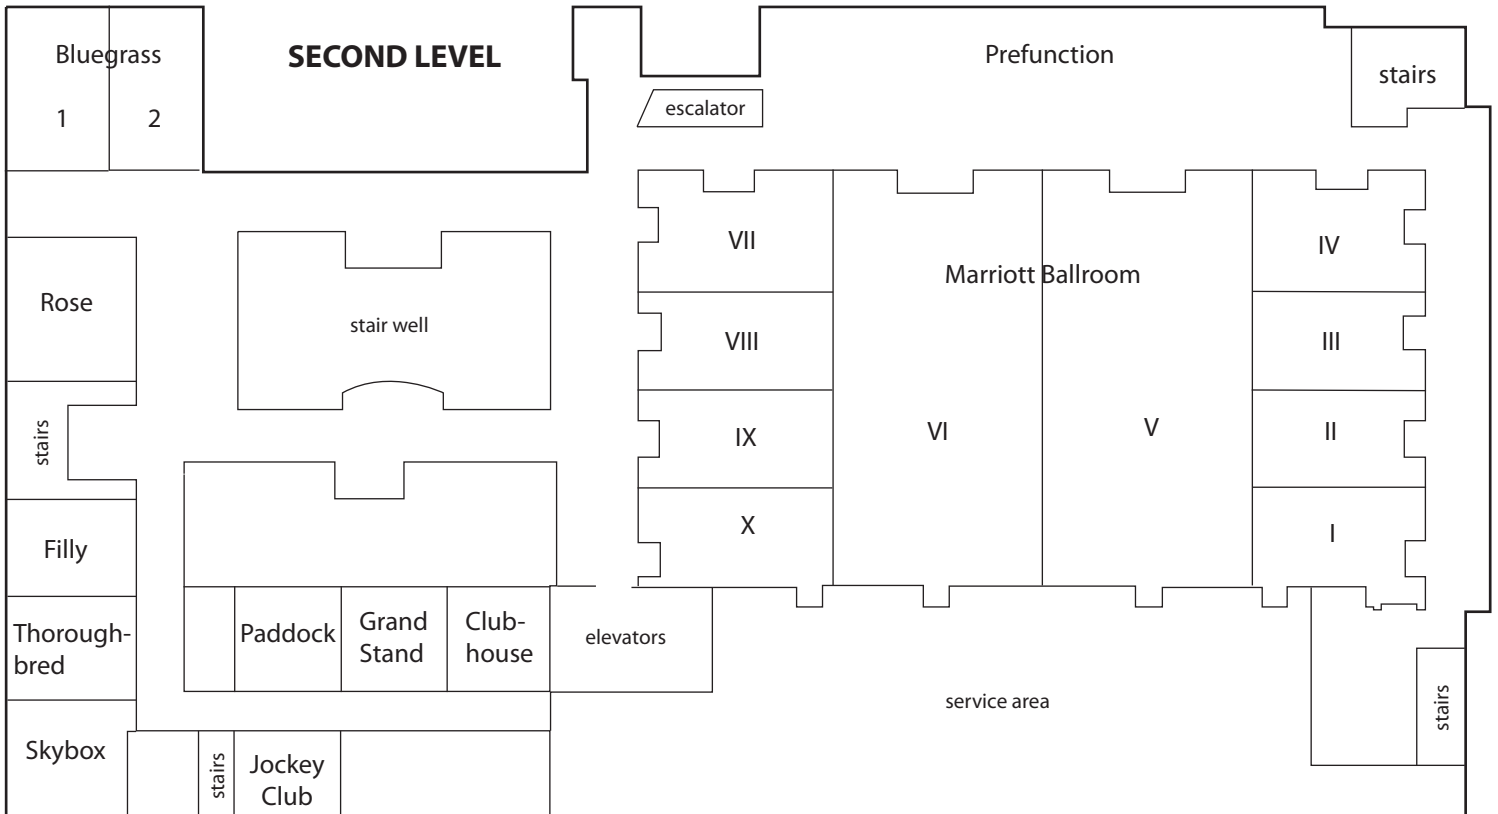 SECOND LEVEL
Bluegrass
1
2
Prefunction
stairs
escalator
VII
IV
Marriott Ballroom
Rose
stair well
VIII
III
stairs
IX
VI
V
II
X
I
Filly
Thorough-
bred
Paddock
Grand
Stand
Club-
house
elevators
service area
stairs
Skybox
stairs
Jockey
Club